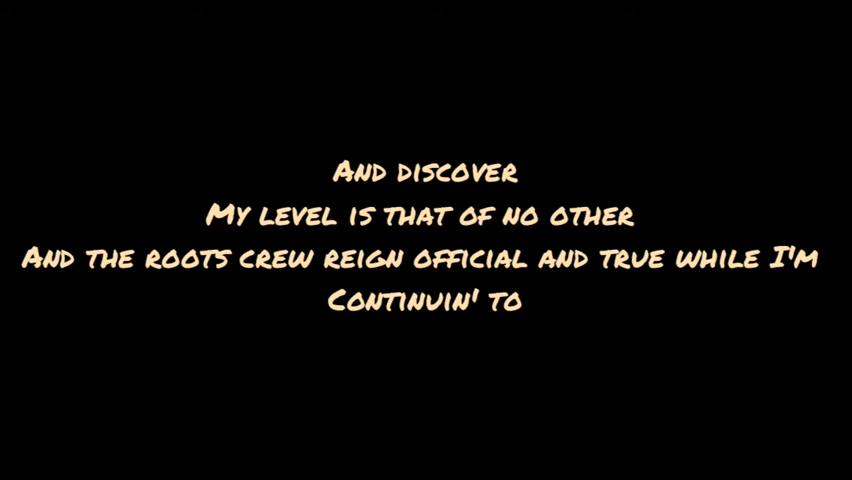 And discover
My level is that of no other
And the roots crew reign official and true while I'm
Continuin' to